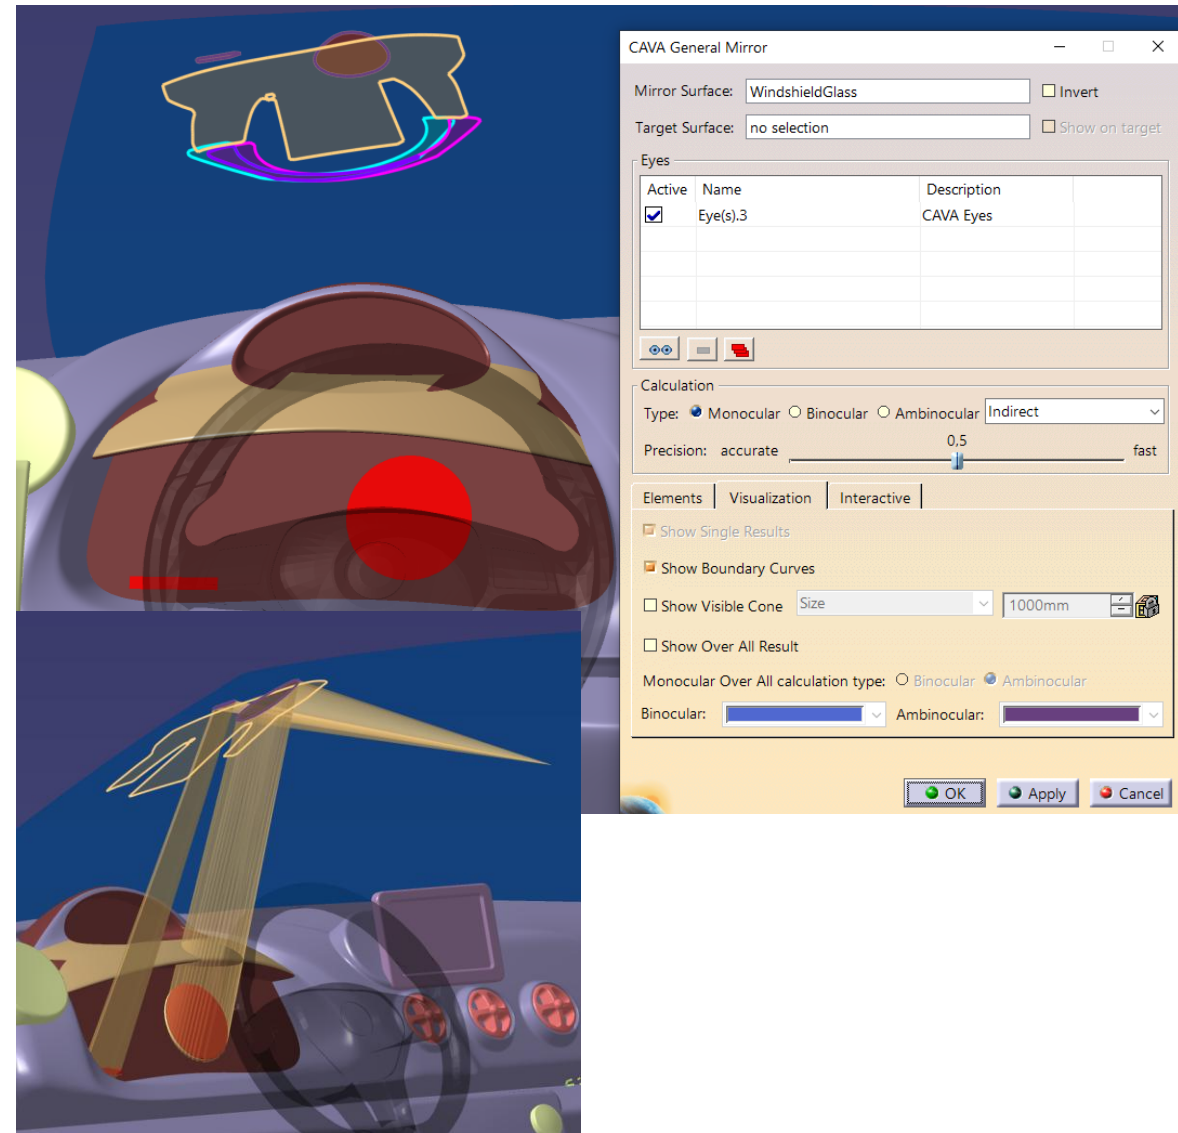 CAVA General Mirror
Mirror Surface: WindshieldGlass Invert
Target Surface: no selection Show on target
Eyes
Active Name Description
Eye(s).3 CAVA Eyes
Calculation
Type: Monocular Binocular Ambinocular Indirect
0,5
Precision: accurate fast
Elements Visualization Interactive
Show Single Results
Show Boundary Curves
Show Visible Cone Size 1000mm
Show Over All Result
Monocular Over All calculation type: Binocular Ambinocular
Binocular: Ambinocular:
OK Apply Cancel